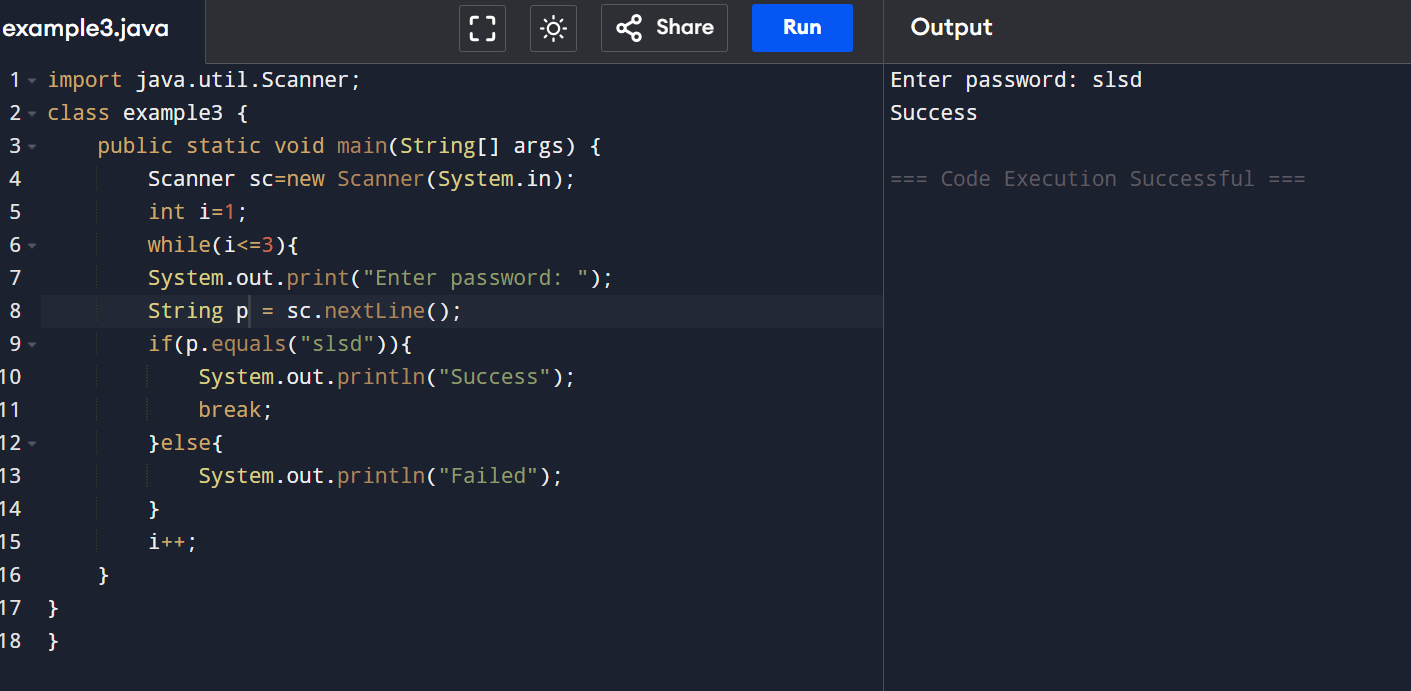 example3.java
Share
Run
Output
1 import java.util.Scanner;
2 class example3 {
3     public static void main(String[] args) {
4         Scanner sc=new Scanner(System.in);
5         int i=1;
6         while(i<=3){
7         System.out.print("Enter password: ");
8         String p = sc.nextLine();
9         if(p.equals("slsd")){
10             System.out.println("Success");
11             break;
12         }else{
13             System.out.println("Failed");
14         }
15         i++;
16     }
17 }
18 }
Enter password: slsd
Success
=== Code Execution Successful ===